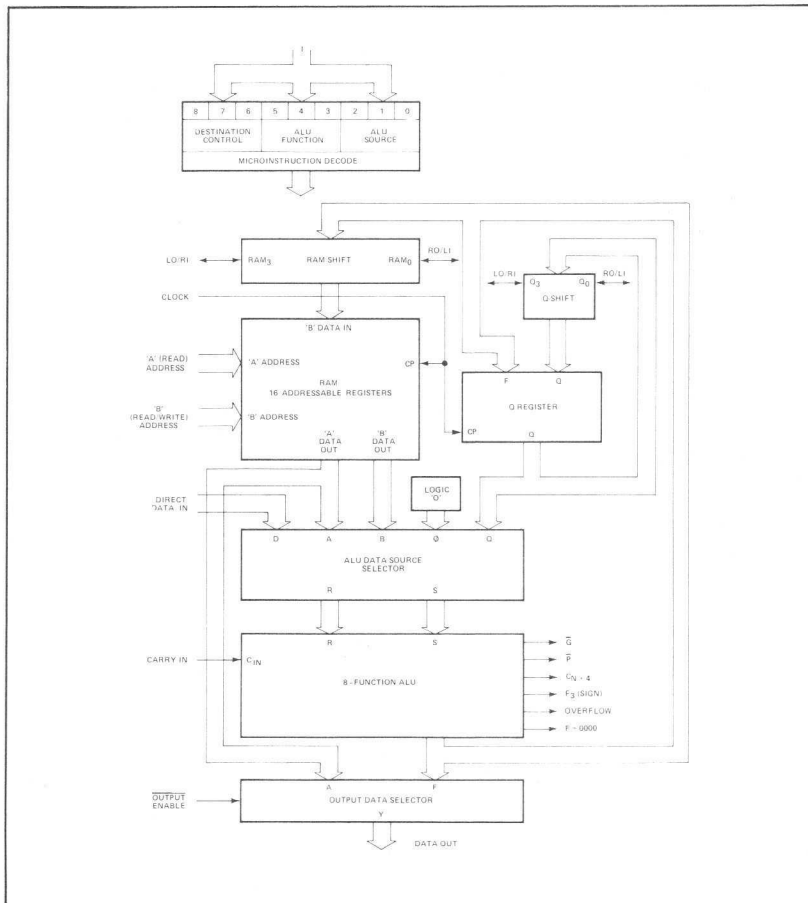 I
8 7 6 5 4 3 2 1 0
DESTINATION CONTROL
ALU FUNCTION
ALU SOURCE
MICROINSTRUCTION DECODE
LO/RI
RAM3
RAM SHIFT
RAM0
RO/LI
LO/RI
Q3
Q0
RO/LI
Q SHIFT
CLOCK
'B' DATA IN
'A' (READ)
ADDRESS
'A' ADDRESS
CP
RAM
16 ADDRESSABLE REGISTERS
'B'
(READ/WRITE)
ADDRESS
'B' ADDRESS
'A'
DATA
OUT
'B'
DATA
OUT
F Q
Q REGISTER
CP
Q
DIRECT
DATA IN
LOGIC
'0'
D A B Ø Q
ALU DATA SOURCE
SELECTOR
R S
R S
CARRY IN
CIN
8-FUNCTION ALU
G̅
P̅
CN+4
F3 (SIGN)
OVERFLOW
F=0000
A F
O̅U̅T̅P̅U̅T̅
ENABLE
OUTPUT DATA SELECTOR
Y
DATA OUT